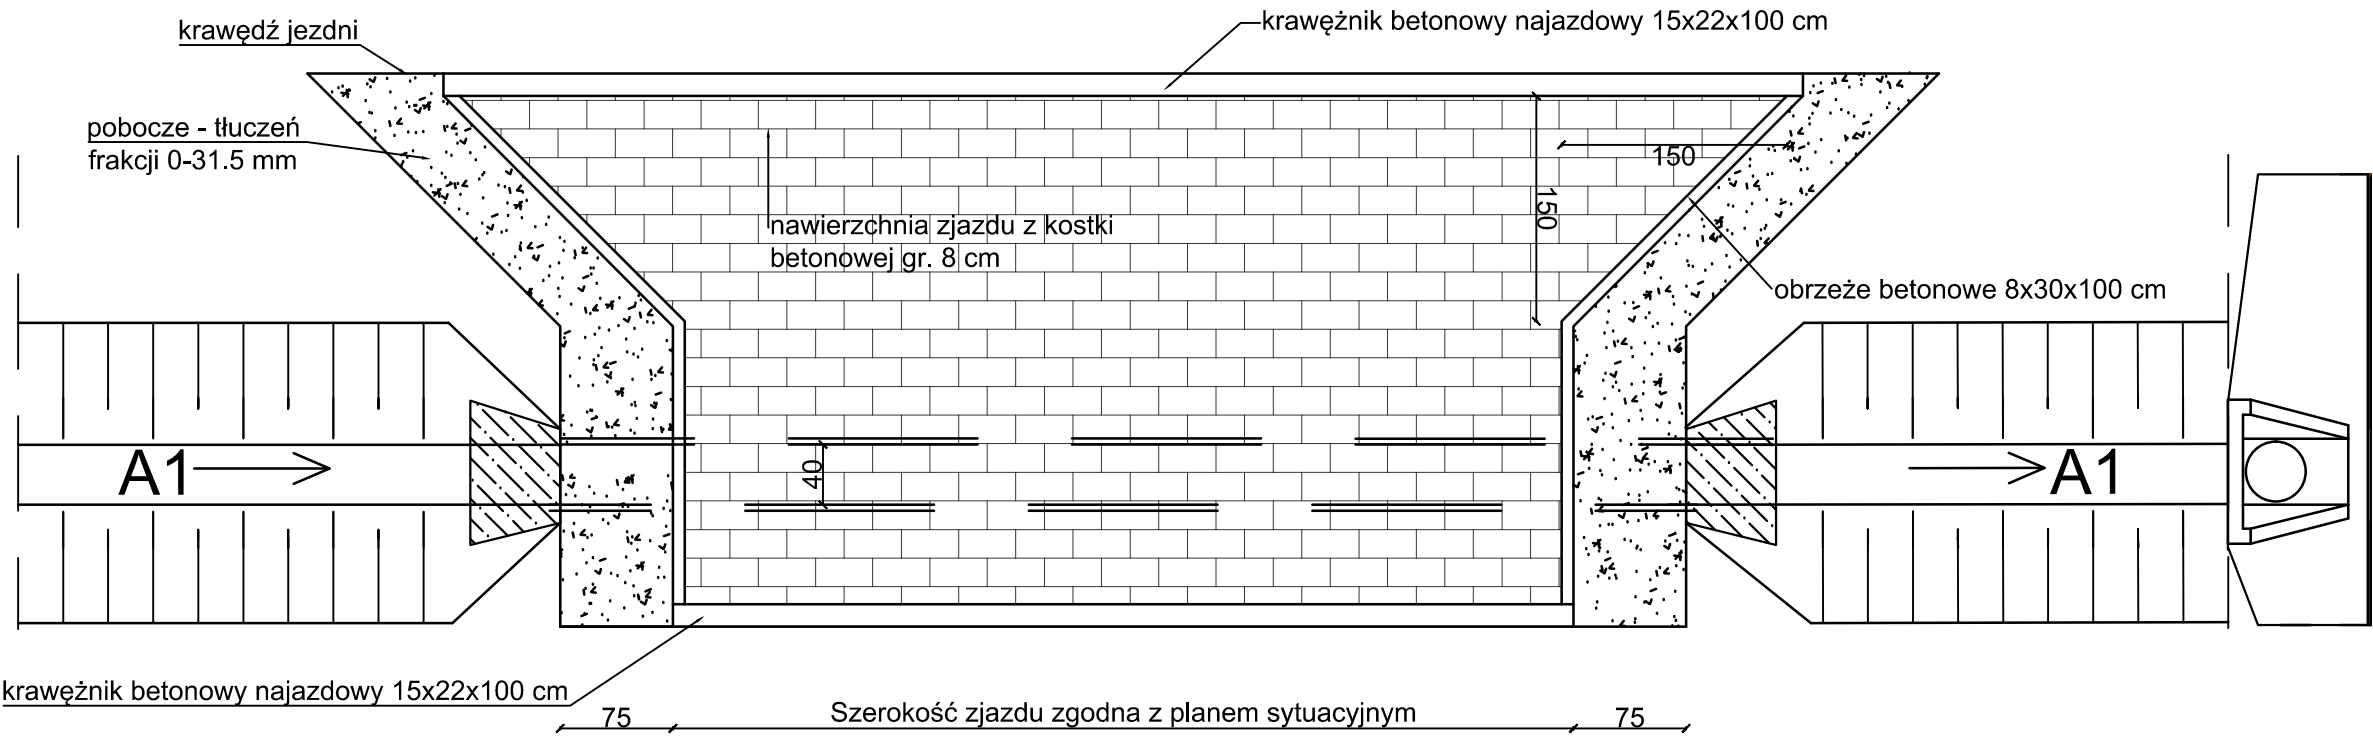 krawędź jezdni
krawężnik betonowy najazdowy 15x22x100 cm
pobocze - tłuczeń
frakcji 0-31.5 mm
150
150
nawierzchnia zjazdu z kostki
betonowej gr. 8 cm
obrzeże betonowe 8x30x100 cm
A1
40
A1
krawężnik betonowy najazdowy 15x22x100 cm
75
Szerokość zjazdu zgodna z planem sytuacyjnym
75